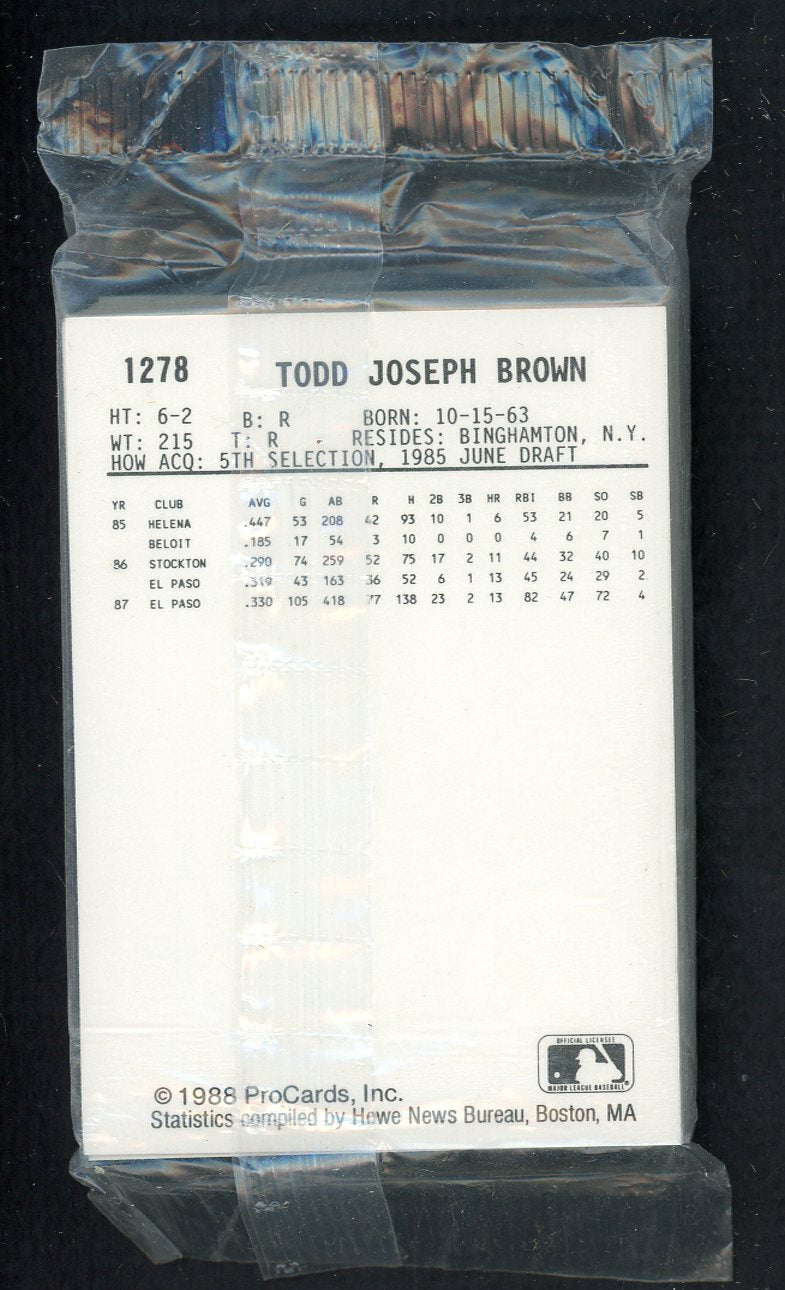 1278 TODD JOSEPH BROWN
HT: 6-2 B: R BORN: 10-15-63
WT: 215 T: R RESIDES: BINGHAMTON, N.Y.
HOW ACQ: 5TH SELECTION, 1985 JUNE DRAFT
YR CLUB AVG G AB R H 2B 3B HR RBI BB SO SB
85 HELENA .447 53 208 42 93 10 1 6 53 21 20 5
BELOIT .185 17 54 3 10 0 0 0 4 6 7 1
86 STOCKTON .290 74 259 52 75 17 2 11 44 32 40 10
EL PASO .319 43 163 36 52 6 1 13 45 24 29 2
87 EL PASO .330 105 418 77 138 23 2 13 82 47 72 4
OFFICIAL LICENSEE
MAJOR LEAGUE BASEBALL®
© 1988 ProCards, Inc.
Statistics compiled by Howe News Bureau, Boston, MA